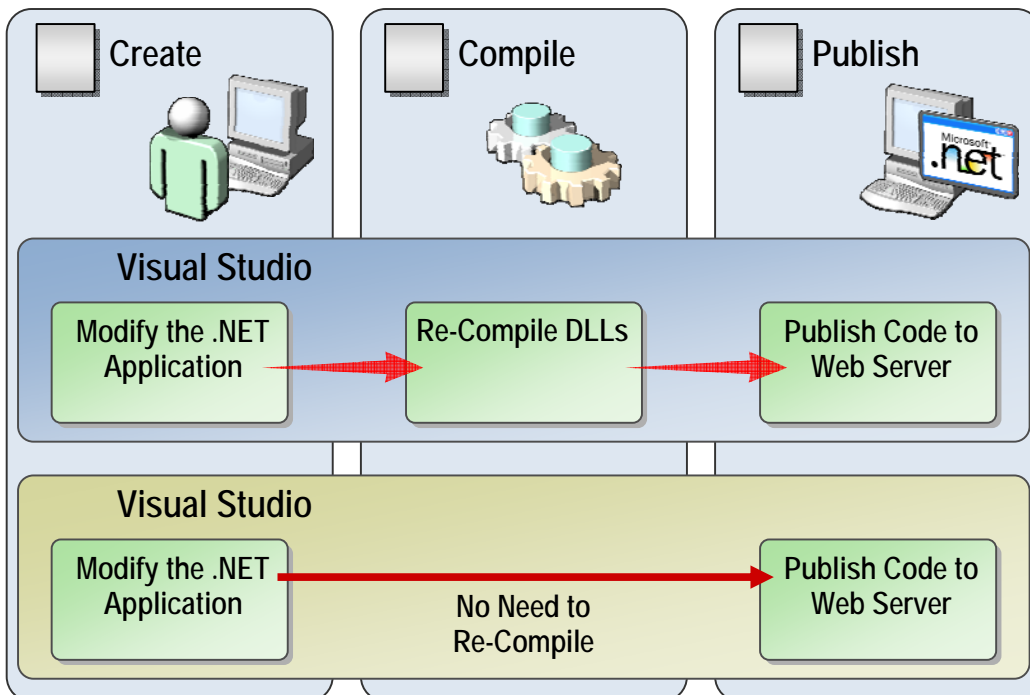 Create
Compile
Publish
Microsoft
.net
Visual Studio
Modify the .NET
Application
Re-Compile DLLs
Publish Code to
Web Server
Visual Studio
Modify the .NET
Application
No Need to
Re-Compile
Publish Code to
Web Server